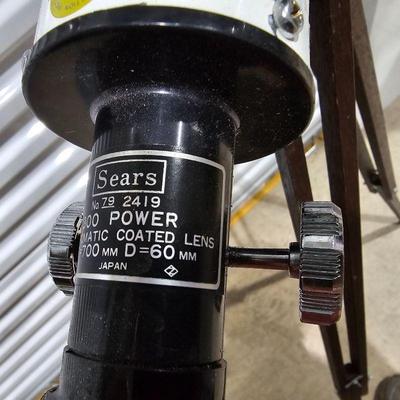 Sears
No 79 2419
00 POWER
MATIC COATED LENS
700 MM D=60 MM
JAPAN